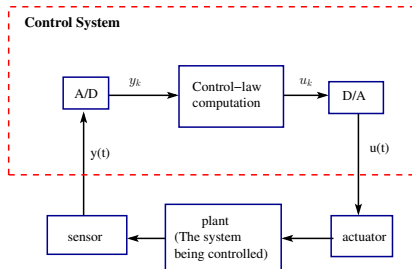 Control System
A/D
y_k
Control−law
computation
u_k
D/A
y(t)
u(t)
sensor
plant
(The system
being controlled)
actuator